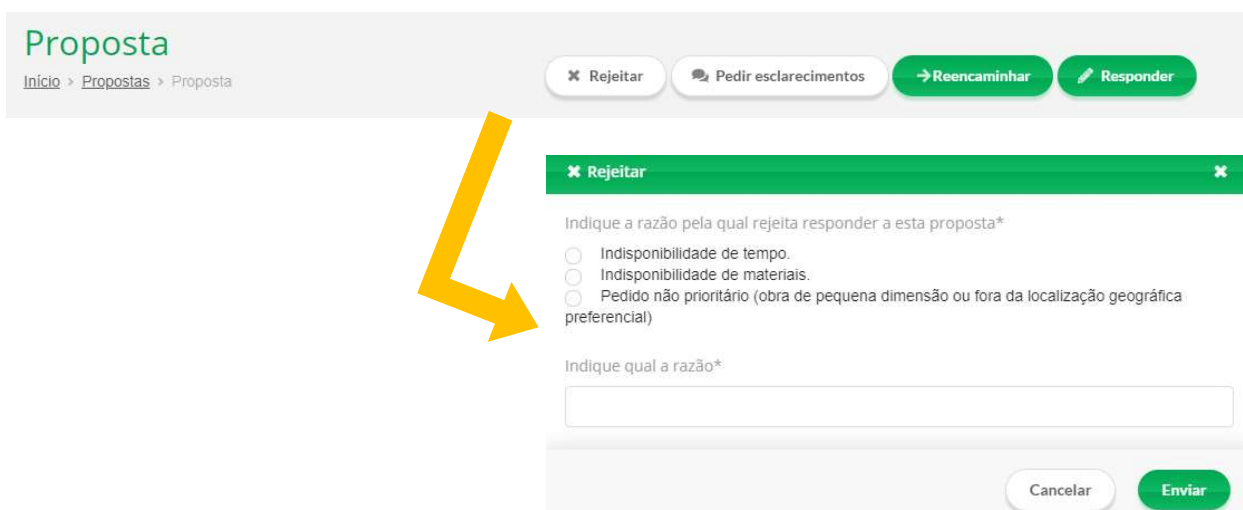 Proposta
Início > Propostas > Proposta
✖ Rejeitar
Pedir esclarecimentos
→Reencaminhar
Responder
✖ Rejeitar ✖
Indique a razão pela qual rejeita responder a esta proposta*
Indisponibilidade de tempo.
Indisponibilidade de materiais.
Pedido não prioritário (obra de pequena dimensão ou fora da localização geográfica
preferencial)
Indique qual a razão*
Cancelar
Enviar